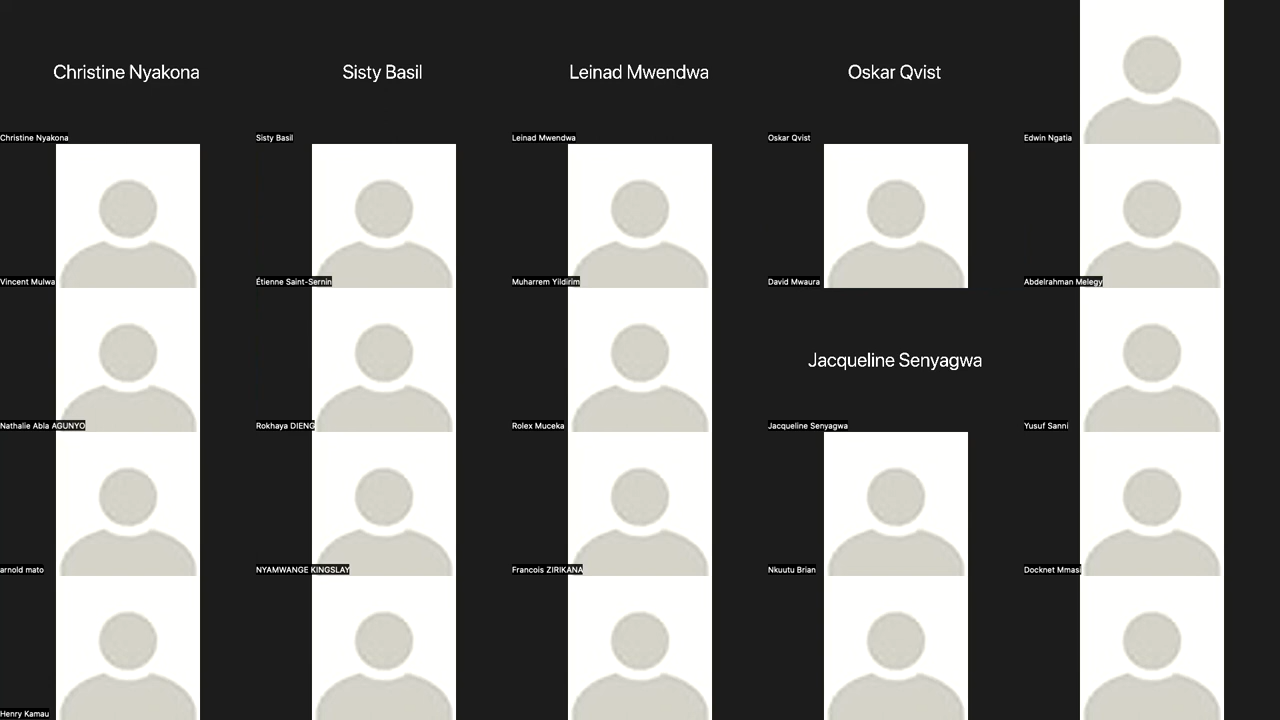 Christine Nyakona
Sisty Basil
Leinad Mwendwa
Oskar Qvist
Christine Nyakona
Sisty Basil
Leinad Mwendwa
Oskar Qvist
Edwin Ngatia
Vincent Mulwa
Étienne Saint-Sernin
Muharrem Yildirim
David Mwaura
Abdelrahman Melegy
Jacqueline Senyagwa
Nathalie Abla AGUNYO
Rokhaya DIENG
Rolex Muceka
Jacqueline Senyagwa
Yusuf Sanni
arnold mato
NYAMWANGE KINGSLAY
Francois ZIRIKANA
Nkuutu Brian
Docknet Mmasi
Henry Kamau